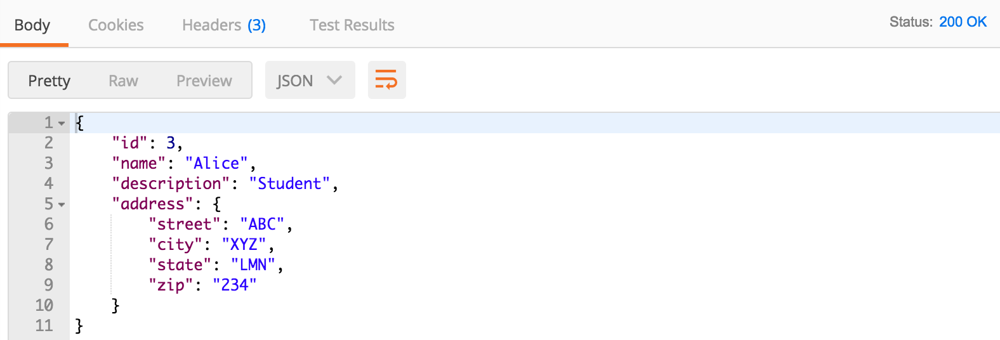 Body Cookies Headers (3) Test Results Status: 200 OK
Pretty Raw Preview JSON
1 {
2 "id": 3,
3 "name": "Alice",
4 "description": "Student",
5 "address": {
6 "street": "ABC",
7 "city": "XYZ",
8 "state": "LMN",
9 "zip": "234"
10 }
11 }